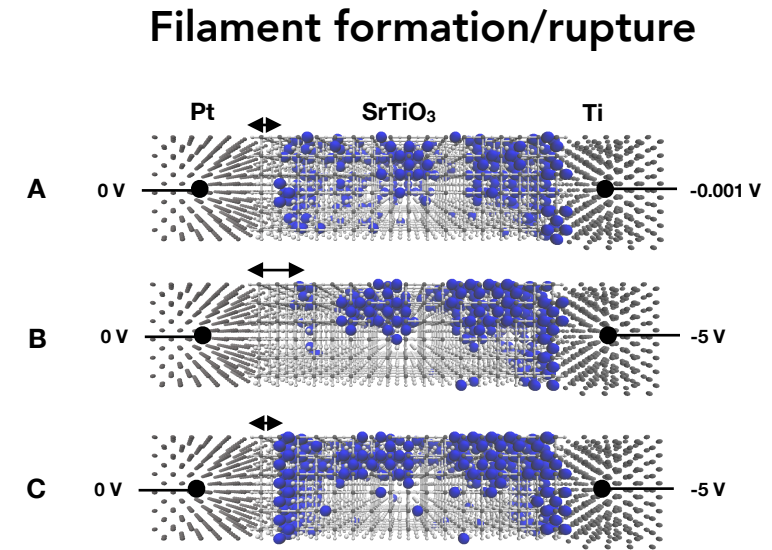 Filament formation/rupture
Pt SrTiO₃ Ti
A 0 V -0.001 V
B 0 V -5 V
C 0 V -5 V